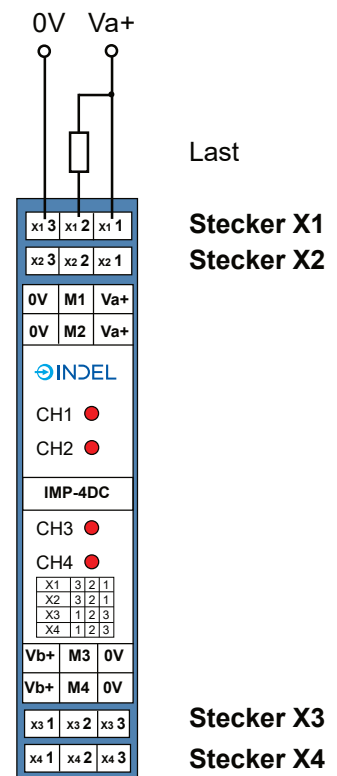 0V Va+
Last
x1 3 x1 2 x1 1 Stecker X1
x2 3 x2 2 x2 1 Stecker X2
0V M1 Va+
0V M2 Va+
INDEL
CH1
CH2
IMP-4DC
CH3
CH4
X1 3 2 1
X2 3 2 1
X3 1 2 3
X4 1 2 3
Vb+ M3 0V
Vb+ M4 0V
x3 1 x3 2 x3 3 Stecker X3
x4 1 x4 2 x4 3 Stecker X4